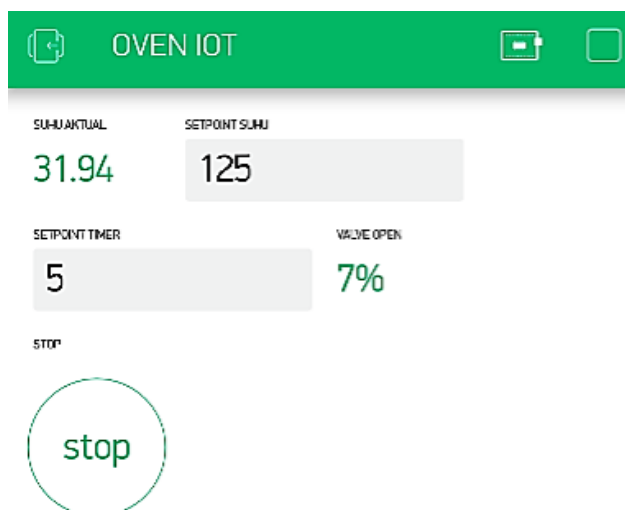 OVEN IOT
SUHU AKTUAL SETPOINT SUHU
31.94 125
SETPOINT TIMER VALVE OPEN
5 7%
STOP
stop